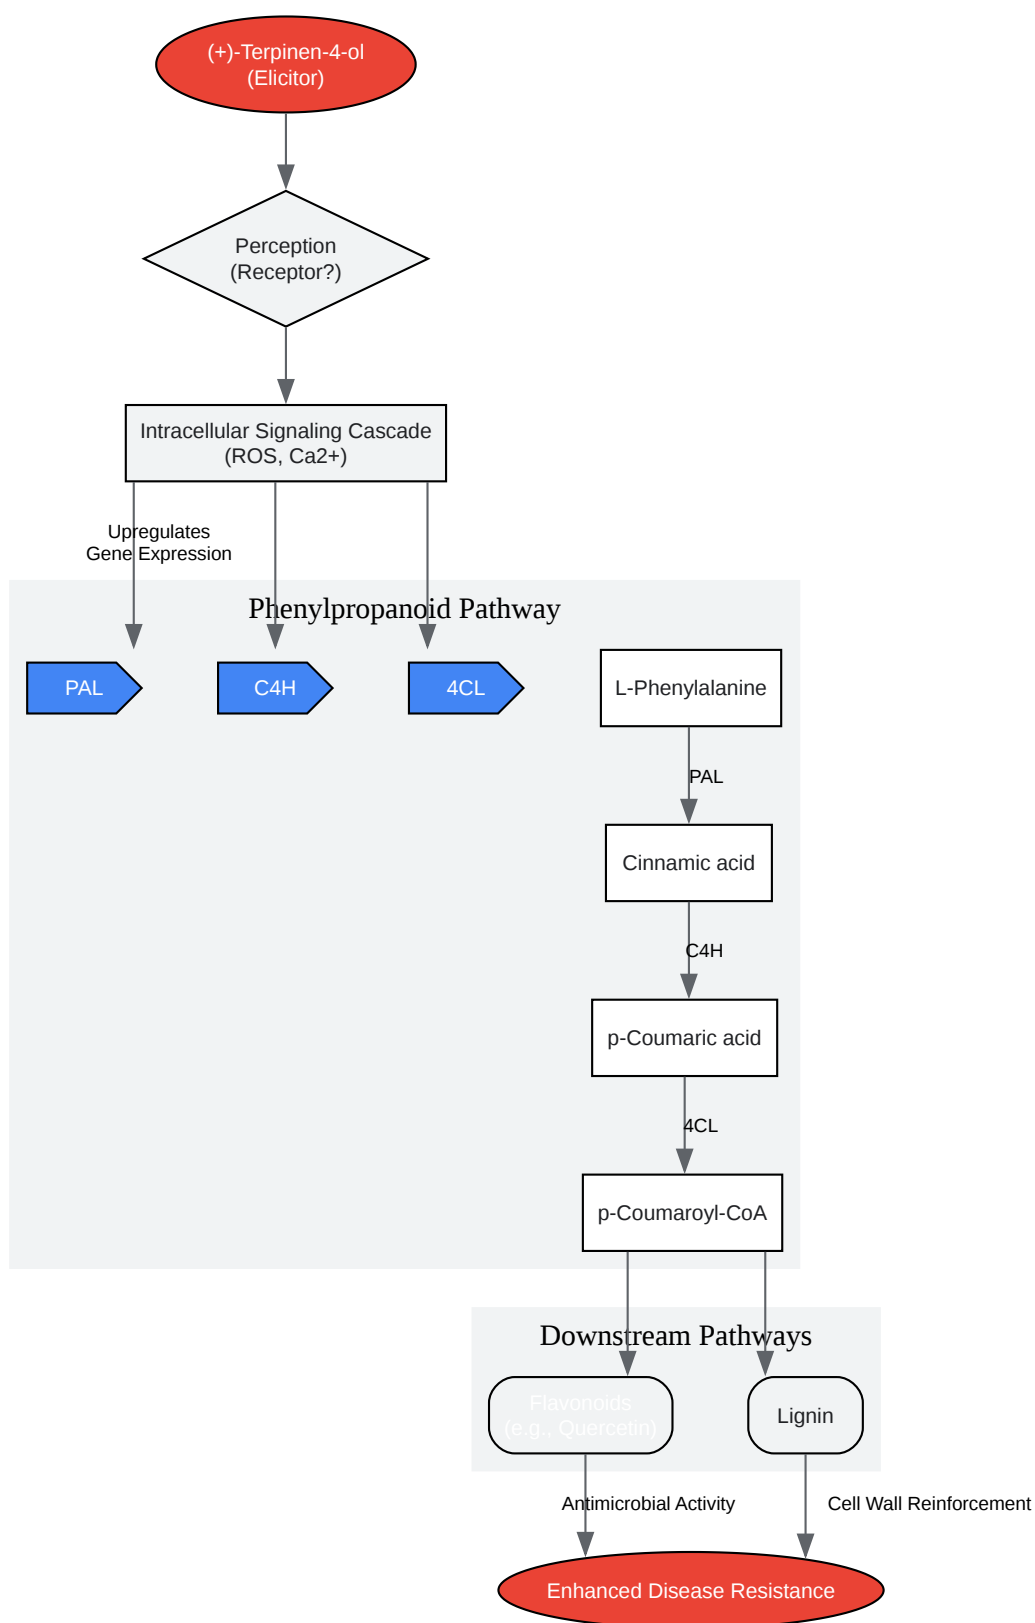 (+)-Terpinen-4-ol
(Elicitor)
Perception
(Receptor?)
Intracellular Signaling Cascade
(ROS, Ca2+)
Upregulates
Gene Expression
Phenylpropanoid Pathway
PAL
C4H
4CL
L-Phenylalanine
PAL
Cinnamic acid
C4H
p-Coumaric acid
4CL
p-Coumaroyl-CoA
Downstream Pathways
Flavonoids
(e.g., Quercetin)
Lignin
Antimicrobial Activity
Cell Wall Reinforcement
Enhanced Disease Resistance